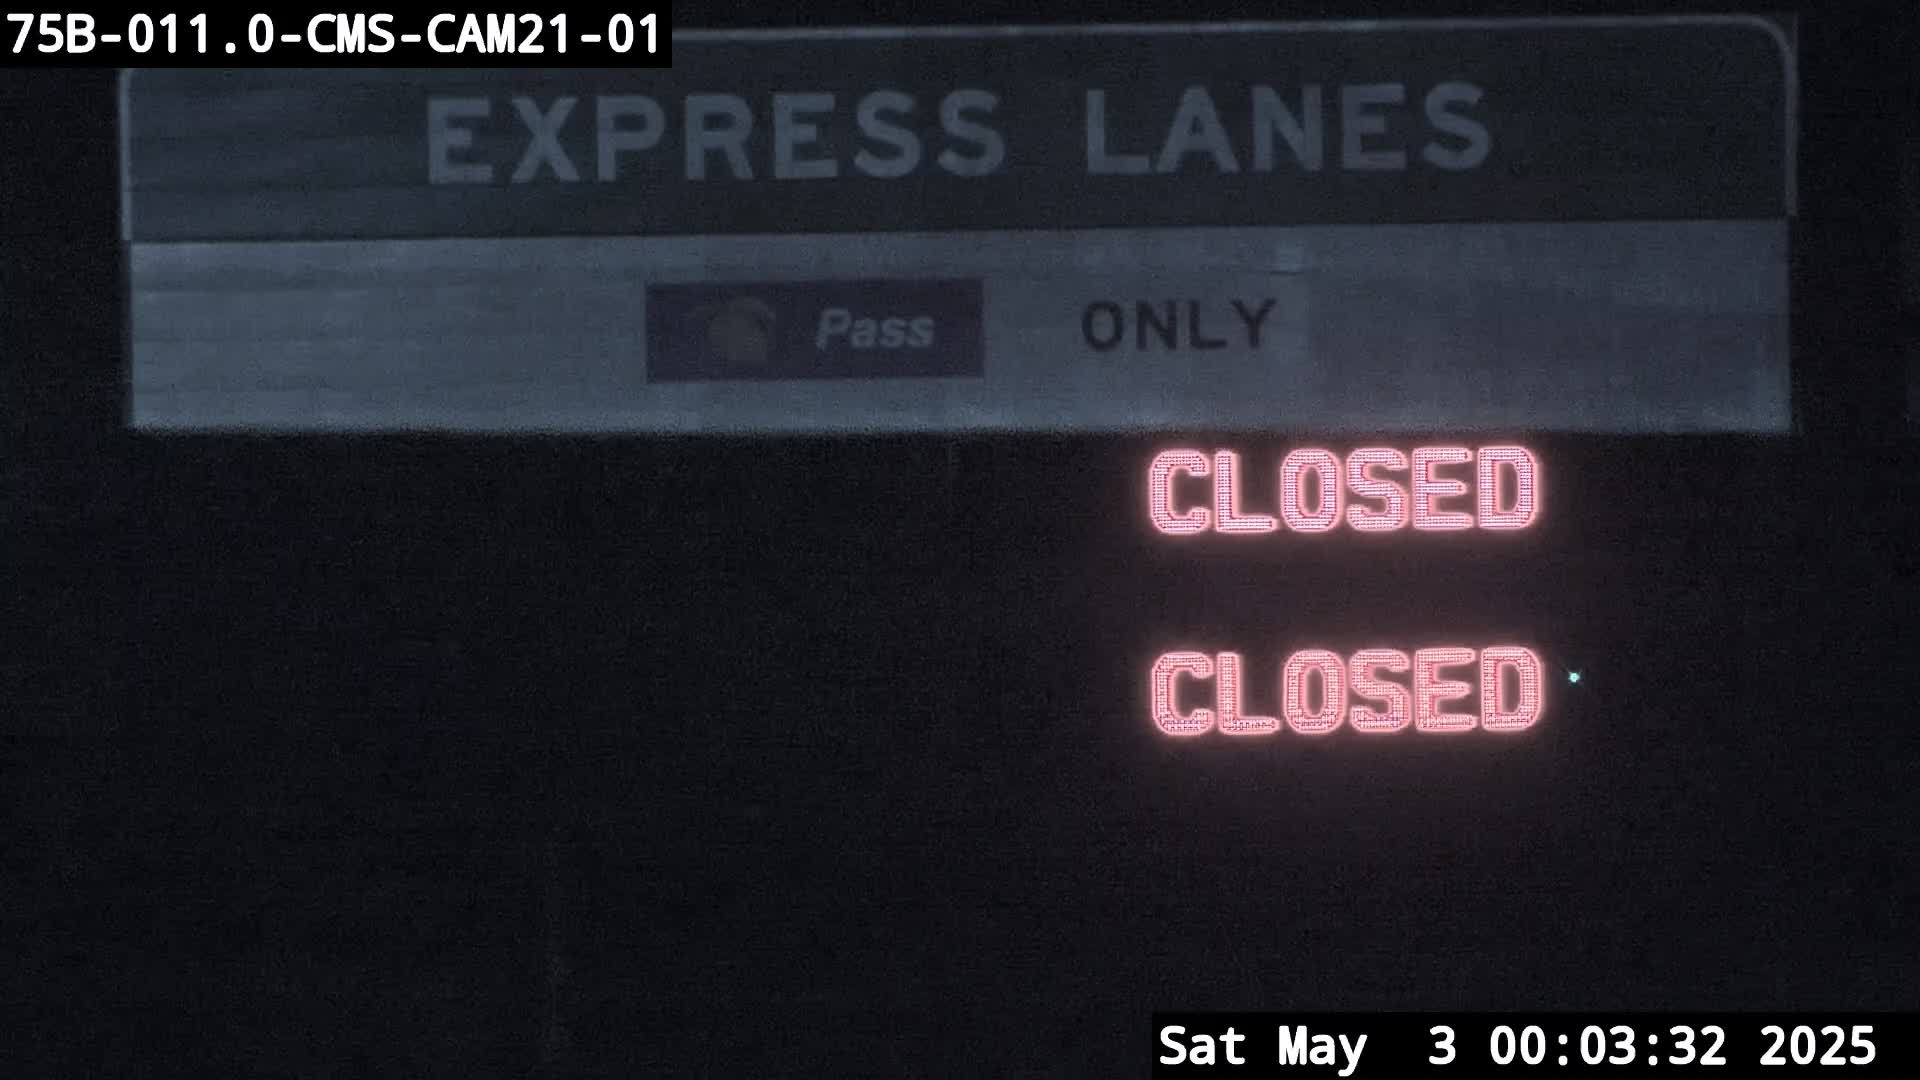 75B-011.0-CMS-CAM21-01
EXPRESS LANES
Pass ONLY
CLOSED
CLOSED
Sat May 3 00:03:32 2025